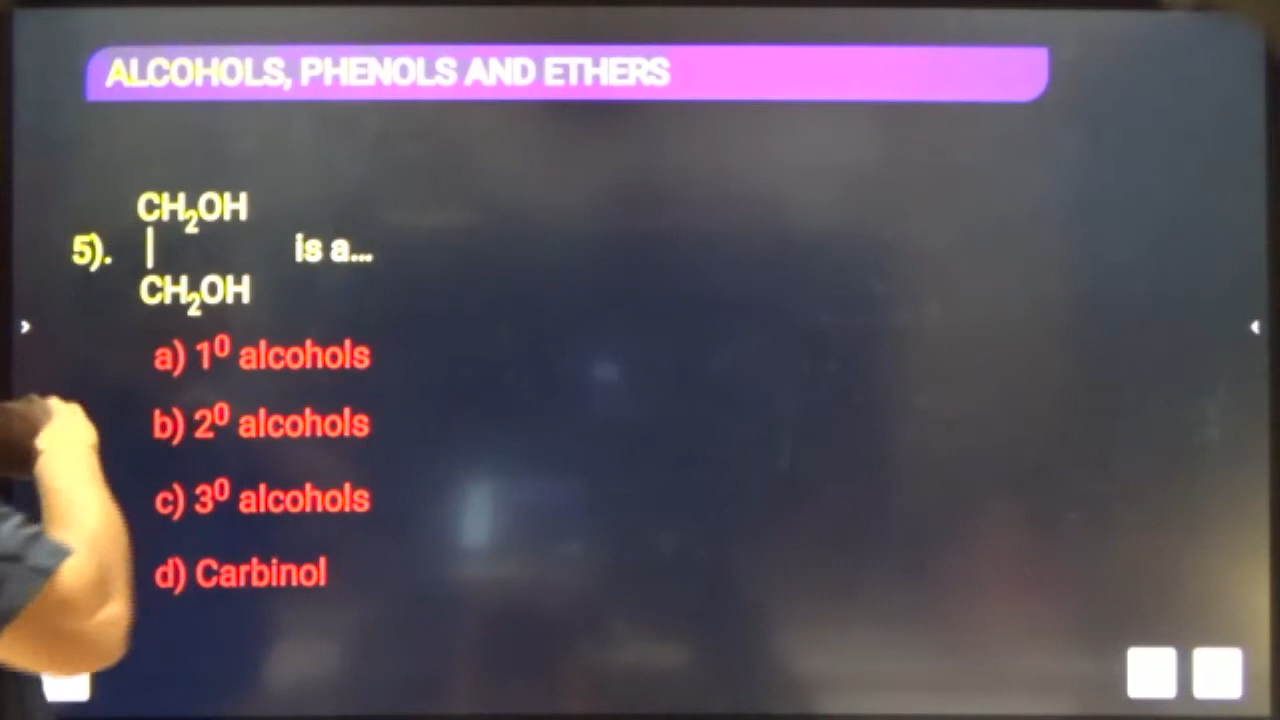 ALCOHOLS, PHENOLS AND ETHERS
CH₂OH
5). | is a...
CH₂OH
a) 1⁰ alcohols
b) 2⁰ alcohols
c) 3⁰ alcohols
d) Carbinol